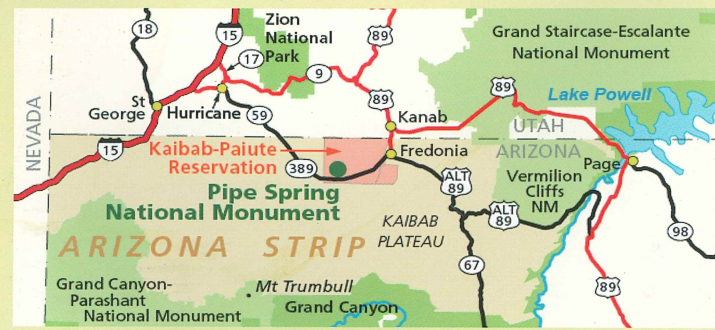 18
15
Zion
National
Park
17
89
9
Grand Staircase-Escalante
National Monument
89
89
Lake Powell
St
George
Hurricane
59
Kanab
UTAH
NEVADA
15
Kaibab-Paiute
Reservation
389
Fredonia
ARIZONA
Page
Pipe Spring
National Monument
ALT
89
Vermilion
Cliffs
NM
ALT
89
KAIBAB
PLATEAU
ARIZONA STRIP
98
67
Grand Canyon-
Parashant
National Monument
Mt Trumbull
Grand Canyon
89